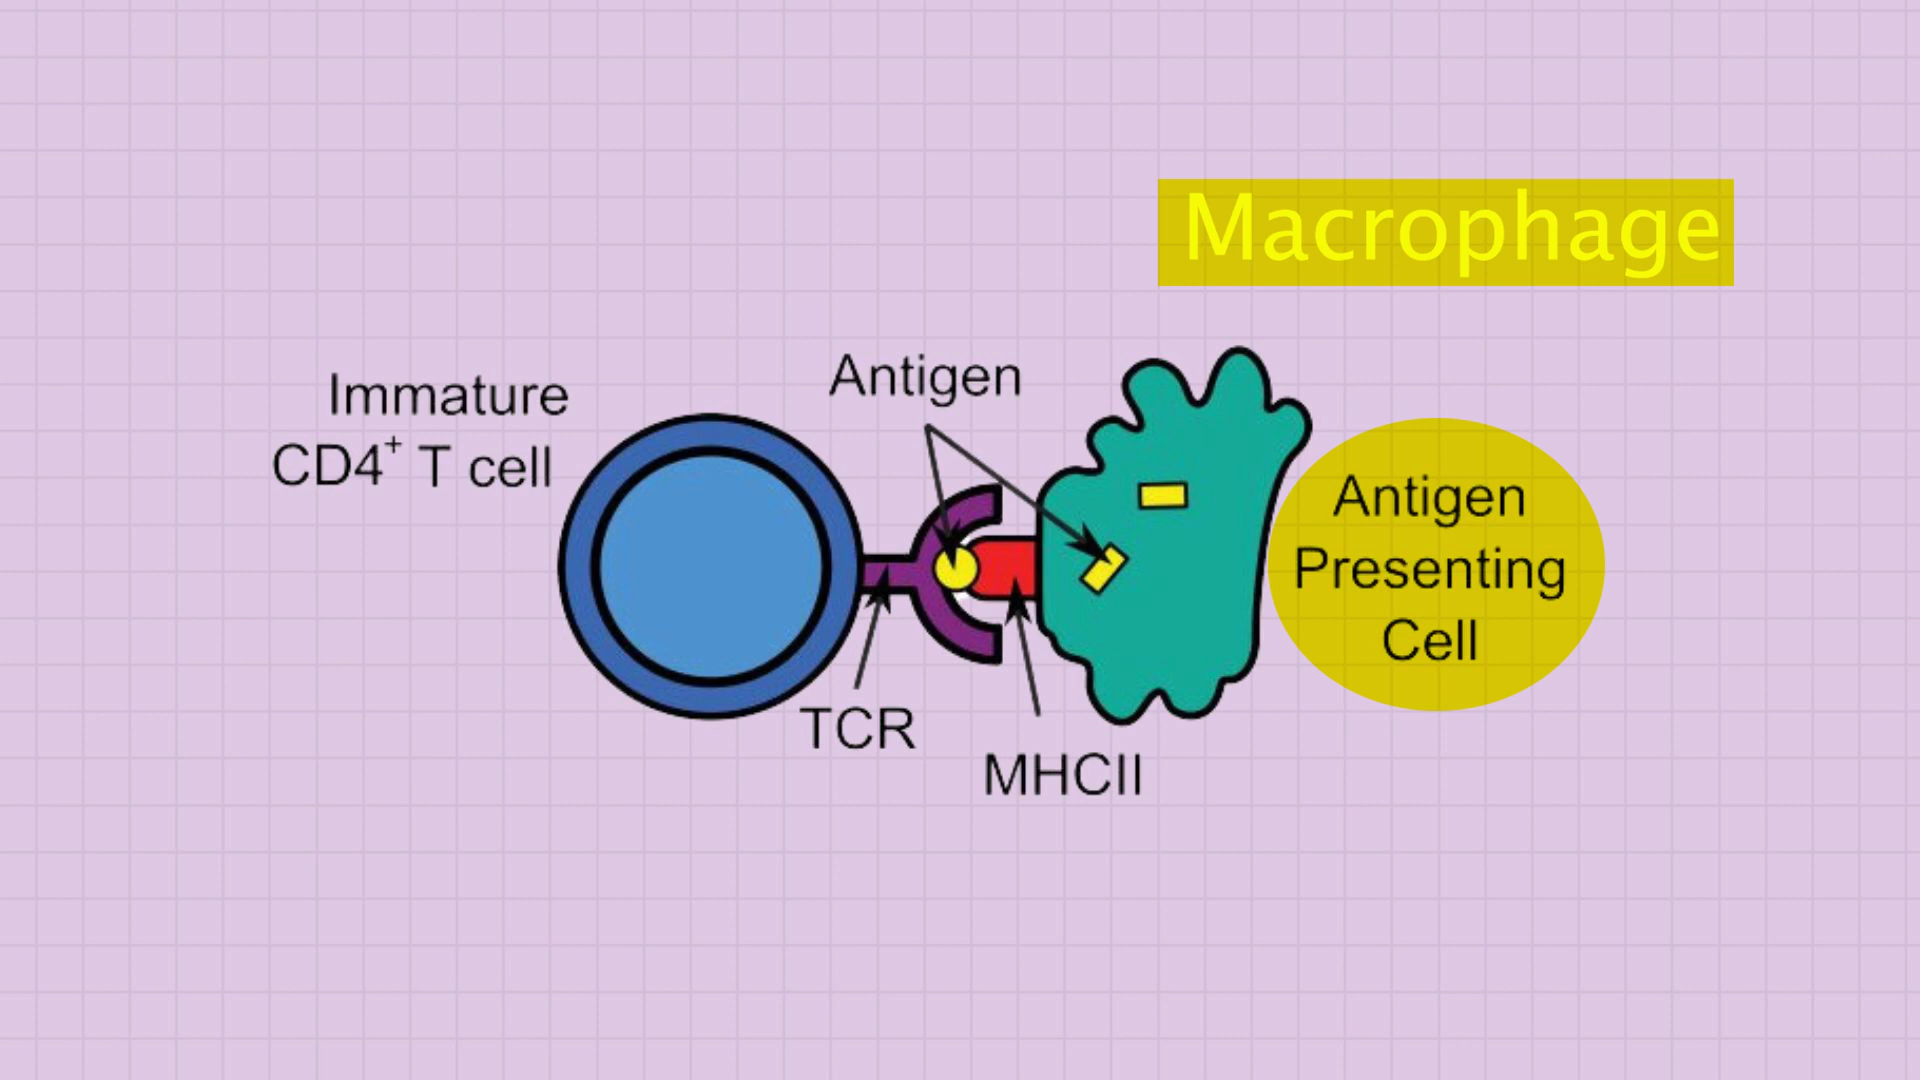 Macrophage
Immature
CD4⁺ T cell
Antigen
Antigen
Presenting
Cell
TCR
MHCII